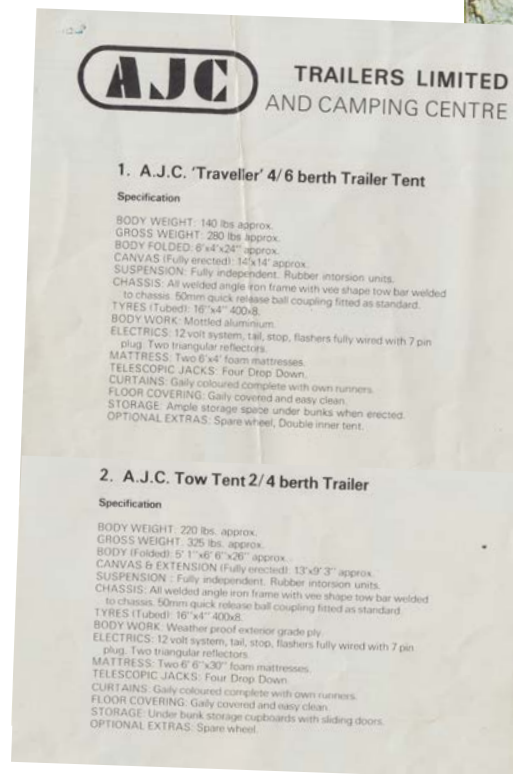 AJC
TRAILERS LIMITED
AND CAMPING CENTRE
1. A.J.C. 'Traveller' 4/6 berth Trailer Tent
Specification
BODY WEIGHT: 140 lbs approx.
GROSS WEIGHT: 280 lbs approx.
BODY FOLDED: 6'x4'x24" approx.
CANVAS (Fully erected): 14'x14' approx.
SUSPENSION: Fully independent. Rubber intorsion units.
CHASSIS: All welded angle iron frame with vee shape tow bar welded
to chassis. 50mm quick release ball coupling fitted as standard.
TYRES (Tubed): 16"x4" 400x8.
BODY WORK: Mottled aluminium.
ELECTRICS: 12 volt system, tail, stop, flashers fully wired with 7 pin
plug. Two triangular reflectors.
MATTRESS: Two 6'x4' foam mattresses.
TELESCOPIC JACKS: Four Drop Down.
CURTAINS: Gaily coloured complete with own runners.
FLOOR COVERING: Gaily covered and easy clean.
STORAGE: Ample storage space under bunks when erected.
OPTIONAL EXTRAS: Spare wheel, Double inner tent.
2. A.J.C. Tow Tent 2/4 berth Trailer
Specification
BODY WEIGHT: 220 lbs. approx.
GROSS WEIGHT: 325 lbs. approx.
BODY (Folded): 5' 1"x6' 6"x26" approx.
CANVAS & EXTENSION (Fully erected): 13'x9' 3" approx.
SUSPENSION : Fully independent. Rubber intorsion units.
CHASSIS: All welded angle iron frame with vee shape tow bar welded
to chassis. 50mm quick release ball coupling fitted as standard.
TYRES (Tubed): 16"x4" 400x8.
BODY WORK: Weather proof exterior grade ply.
ELECTRICS: 12 volt system, tail, stop, flashers fully wired with 7 pin
plug. Two triangular reflectors.
MATTRESS: Two 6' 6"x30" foam mattresses.
TELESCOPIC JACKS: Four Drop Down.
CURTAINS: Gaily coloured complete with own runners.
FLOOR COVERING: Gaily covered and easy clean.
STORAGE: Under bunk storage cupboards with sliding doors.
OPTIONAL EXTRAS: Spare wheel.